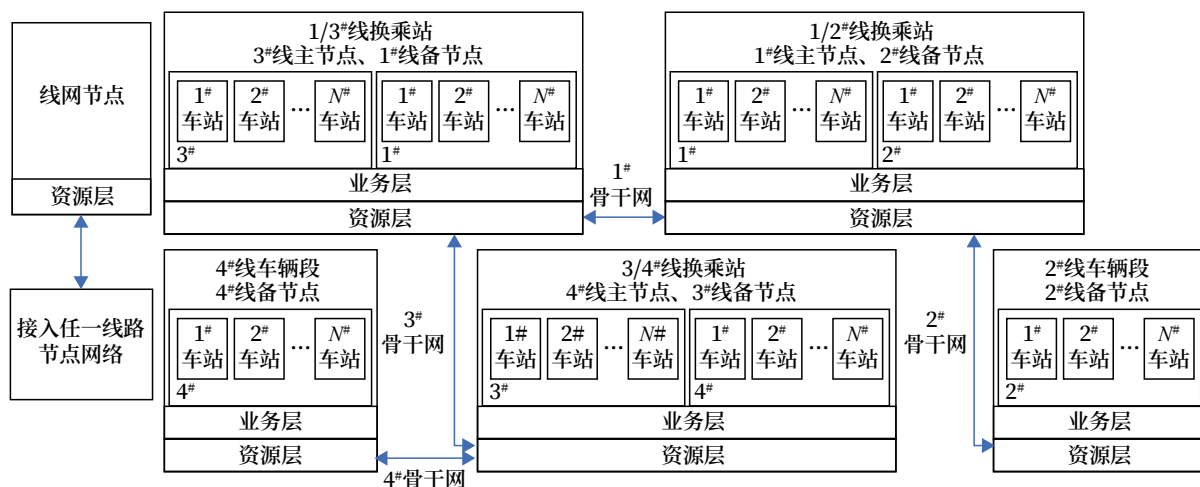 线网节点
资源层
接入任一线路
节点网络
1/3#线换乘站
3#线主节点、1#线备节点
1# 2# … N# 1# 2# … N#
车站 车站 车站 车站 车站 车站
3# 1#
业务层
资源层
1#
骨干网
1/2#线换乘站
1#线主节点、2#线备节点
1# 2# … N# 1# 2# … N#
车站 车站 车站 车站 车站 车站
1# 2#
业务层
资源层
4#线车辆段
4#线备节点
1# 2# … N#
车站 车站 车站
4#
业务层
资源层
3#
骨干网
4#骨干网
3/4#线换乘站
4#线主节点、3#线备节点
1# 2# … N# 1# 2# … N#
车站 车站 车站 车站 车站 车站
3# 4#
业务层
资源层
2#
骨干网
2#线车辆段
2#线备节点
1# 2# … N#
车站 车站 车站
2#
业务层
资源层